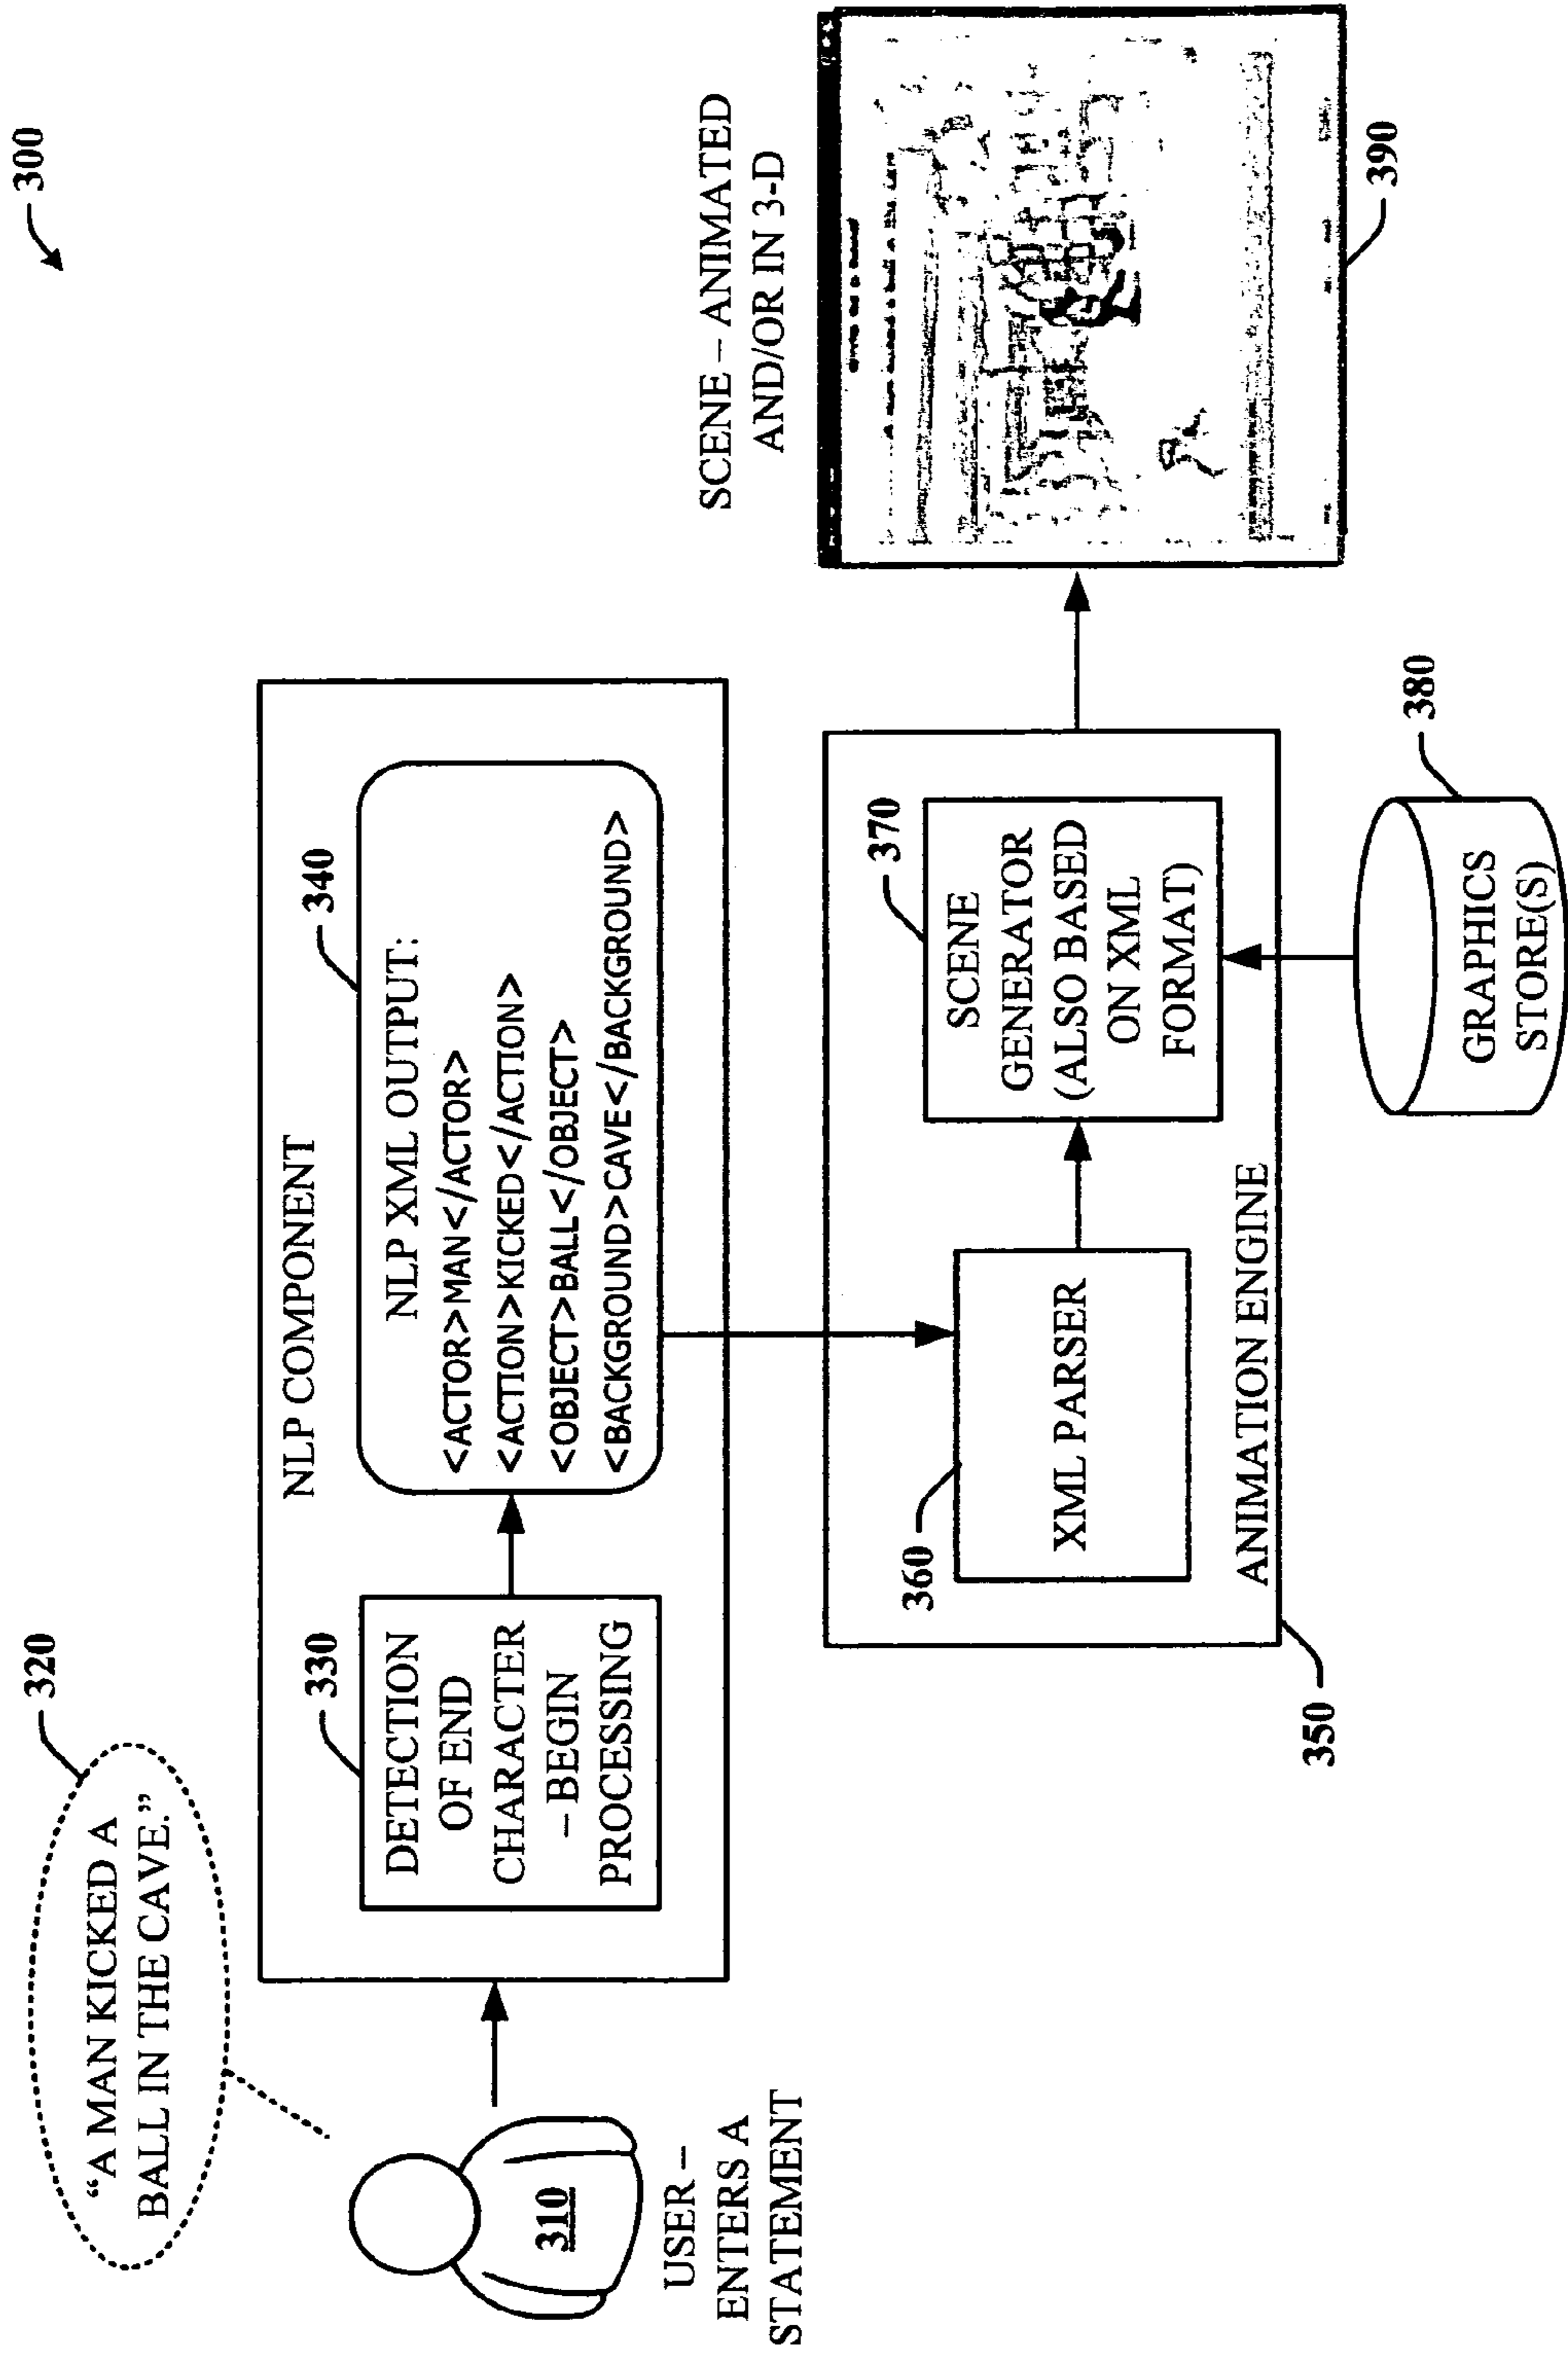 300
320
"A MAN KICKED A
BALL IN THE CAVE."
310
USER –
ENTERS A
STATEMENT
NLP COMPONENT
330
DETECTION
OF END
CHARACTER
– BEGIN
PROCESSING
340
NLP XML OUTPUT:
<ACTOR>MAN</ACTOR>
<ACTION>KICKED</ACTION>
<OBJECT>BALL</OBJECT>
<BACKGROUND>CAVE</BACKGROUND>
350
ANIMATION ENGINE
360
XML PARSER
370
SCENE
GENERATOR
(ALSO BASED
ON XML
FORMAT)
380
GRAPHICS
STORE(S)
SCENE – ANIMATED
AND/OR IN 3-D
390